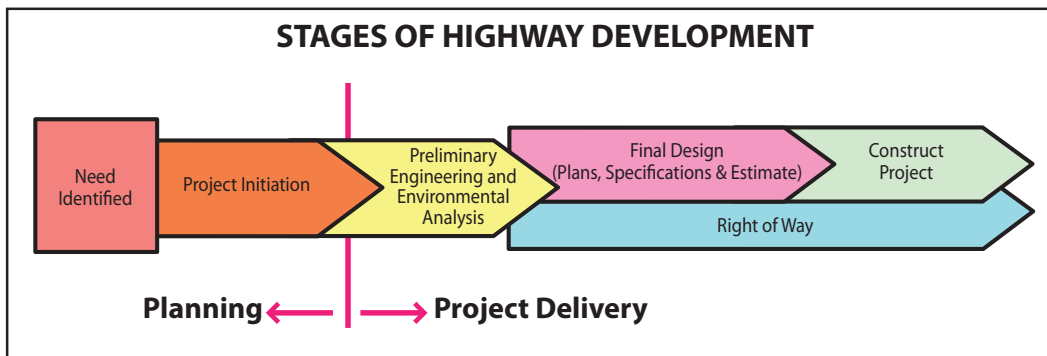 STAGES OF HIGHWAY DEVELOPMENT
Need
Identified
Project Initiation
Preliminary
Engineering and
Environmental
Analysis
Final Design
(Plans, Specifications & Estimate)
Construct
Project
Right of Way
Planning
Project Delivery